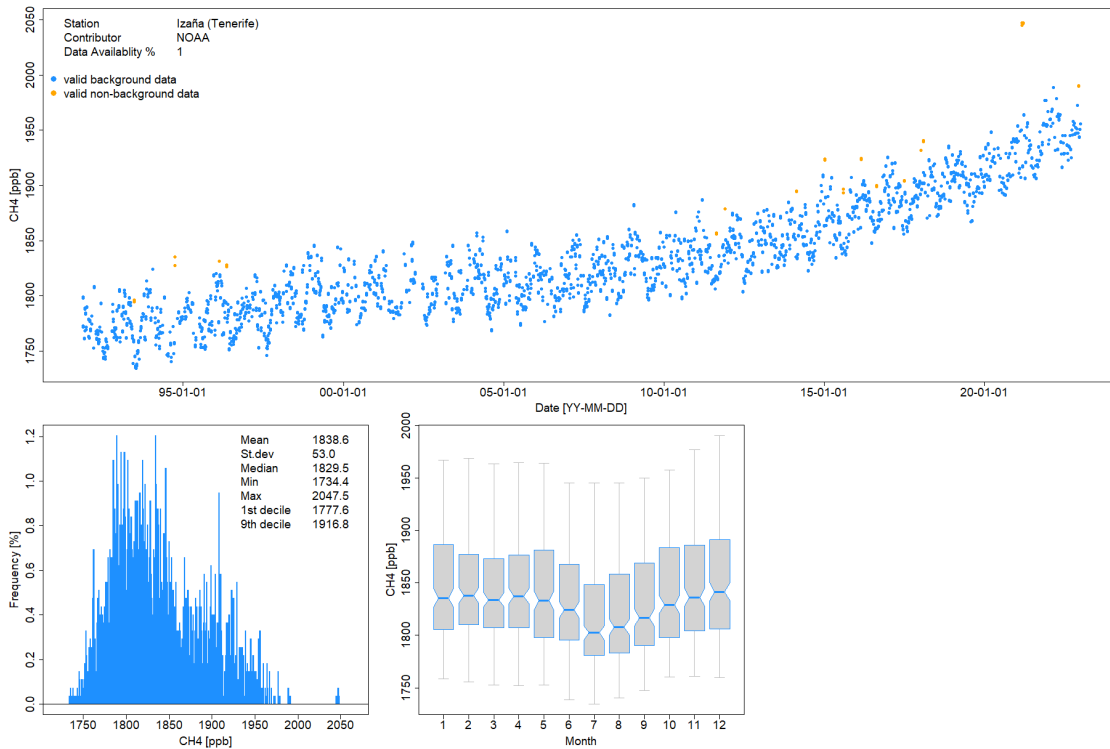 2050
2000
1950
1900
1850
1800
1750
CH4 [ppb]
Station Izaña (Tenerife)
Contributor NOAA
Data Availablity % 1
valid background data
valid non-background data
95-01-01 00-01-01 05-01-01 10-01-01 15-01-01 20-01-01
Date [YY-MM-DD]
1.2
1.0
0.8
0.6
0.4
0.2
0.0
Frequency [%]
Mean 1838.6
St.dev 53.0
Median 1829.5
Min 1734.4
Max 2047.5
1st decile 1777.6
9th decile 1916.8
1750 1800 1850 1900 1950 2000 2050
CH4 [ppb]
2000
1950
1900
1850
1800
1750
CH4 [ppb]
1 2 3 4 5 6 7 8 9 10 11 12
Month